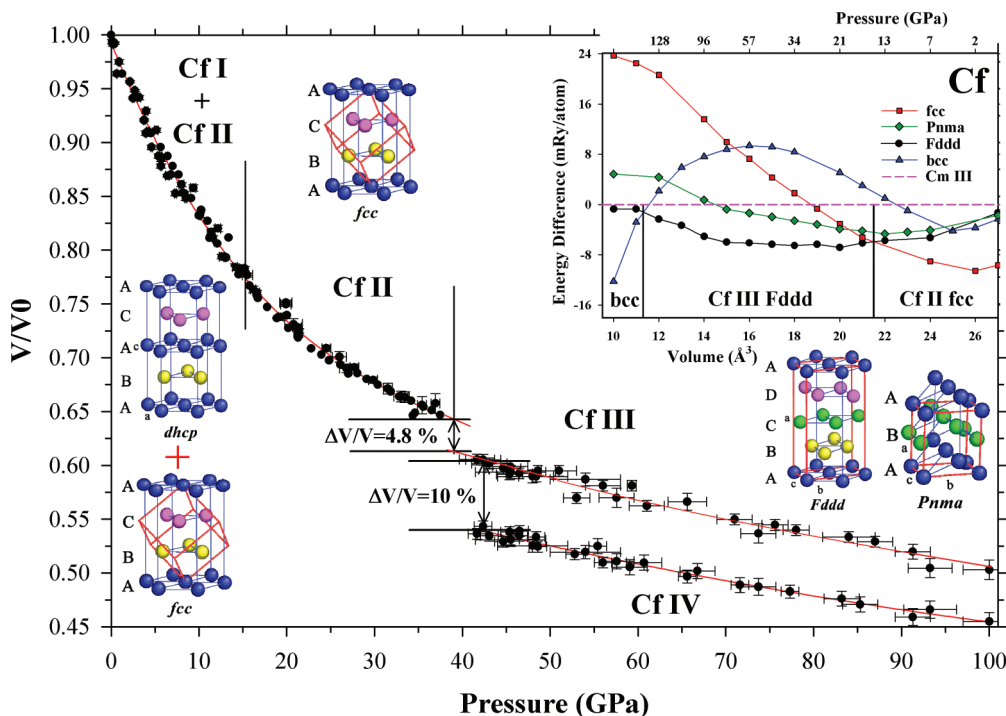 V/V0
1.00
0.95
0.90
0.85
0.80
0.75
0.70
0.65
0.60
0.55
0.50
0.45
0 10 20 30 40 50 60 70 80 90 100
Pressure (GPa)
Cf I
+
Cf II
Cf II
Cf III
Cf IV
ΔV/V=4.8 %
ΔV/V=10 %
A
C
B
A
fcc
A
C
A c
B
A
a
dhcp
+
A
C
B
A
fcc
Pressure (GPa)
128 96 57 34 21 13 7 2
Cf
Energy Difference (mRy/atom)
24
16
8
0
-8
-16
fcc
Pnma
Fddd
bcc
Cm III
bcc
Cf III Fddd
Cf II fcc
10 12 14 16 18 20 22 24 26
Volume (Å3)
A
D
a
C
B
A
c b
Fddd
A
B
a
A
c b
Pnma